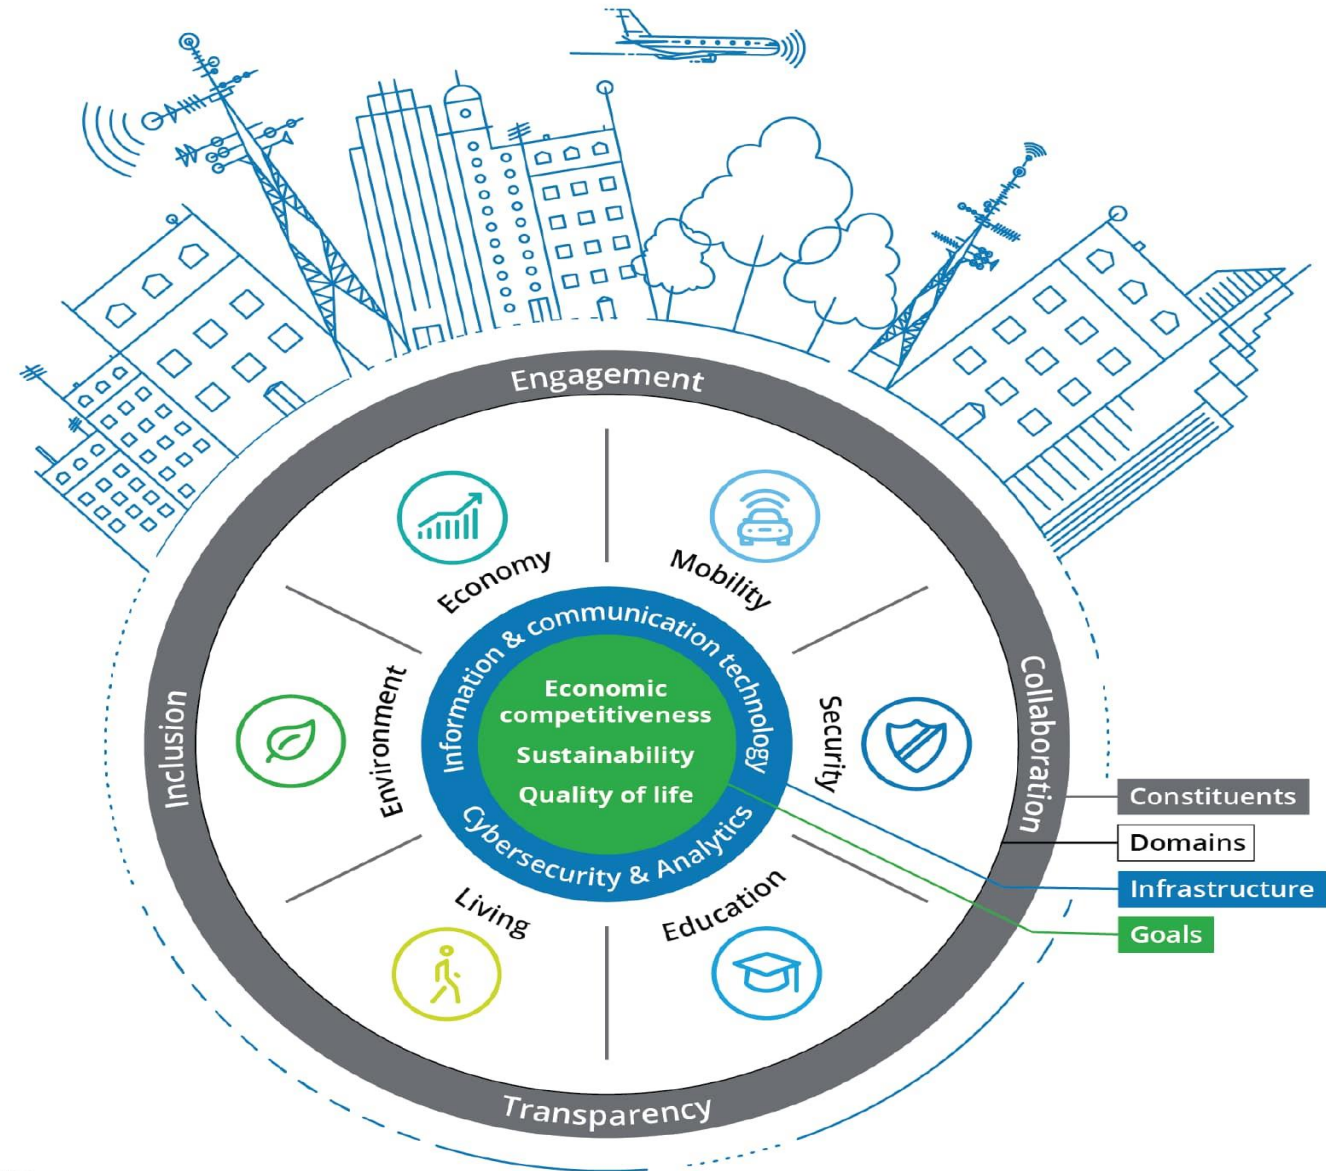 Engagement
Economy
Mobility
Information & communication technology
Economic
competitiveness
Sustainability
Quality of life
Cybersecurity & Analytics
Environment
Security
Inclusion
Collaboration
Living
Education
Transparency
Constituents
Domains
Infrastructure
Goals